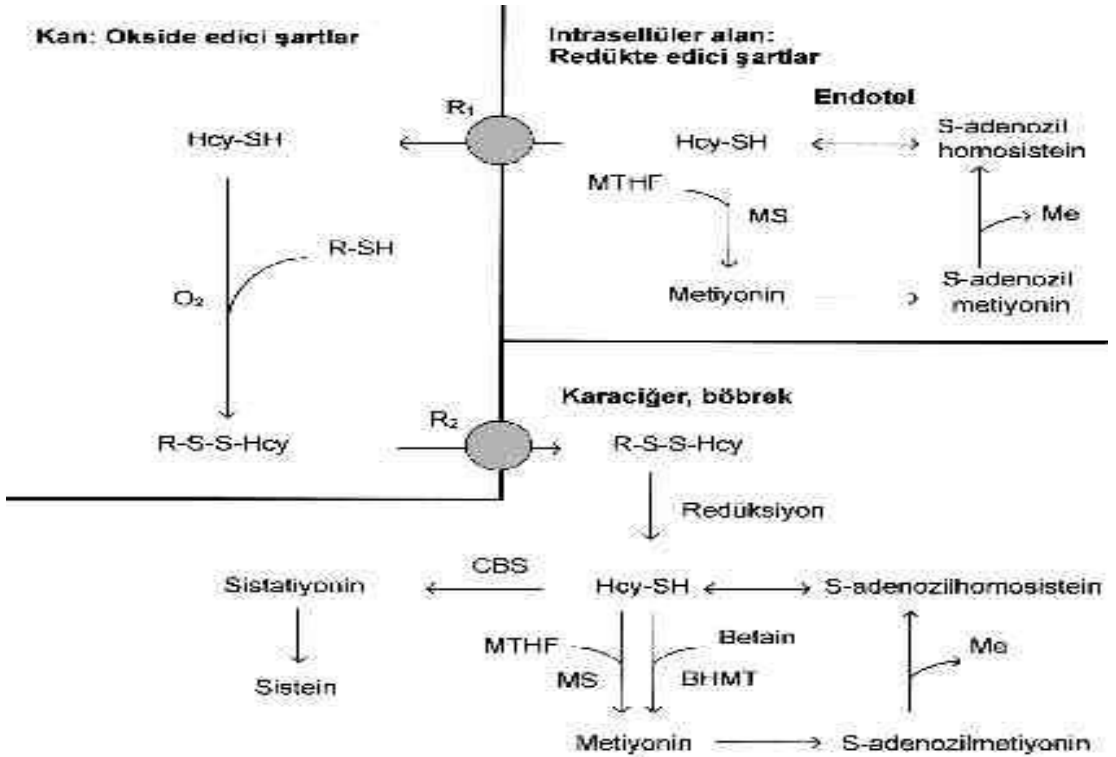 Kan: Okside edici şartlar
Intrasellüler alan:
Redükte edici şartlar
Endotel
R₁
Hcy-SH
Hcy-SH
S-adenozil
homosistein
MTHF
MS
Me
R-SH
O₂
Metiyonin
S-adenozil
metiyonin
Karaciğer, böbrek
R₂
R-S-S-Hcy
R-S-S-Hcy
Redüksiyon
CBS
Sistatiyonin
Hcy-SH
S-adenozilhomosistein
MTHF
Betain
Me
MS
BHMT
Sistein
Metiyonin
S-adenozilmetiyonin